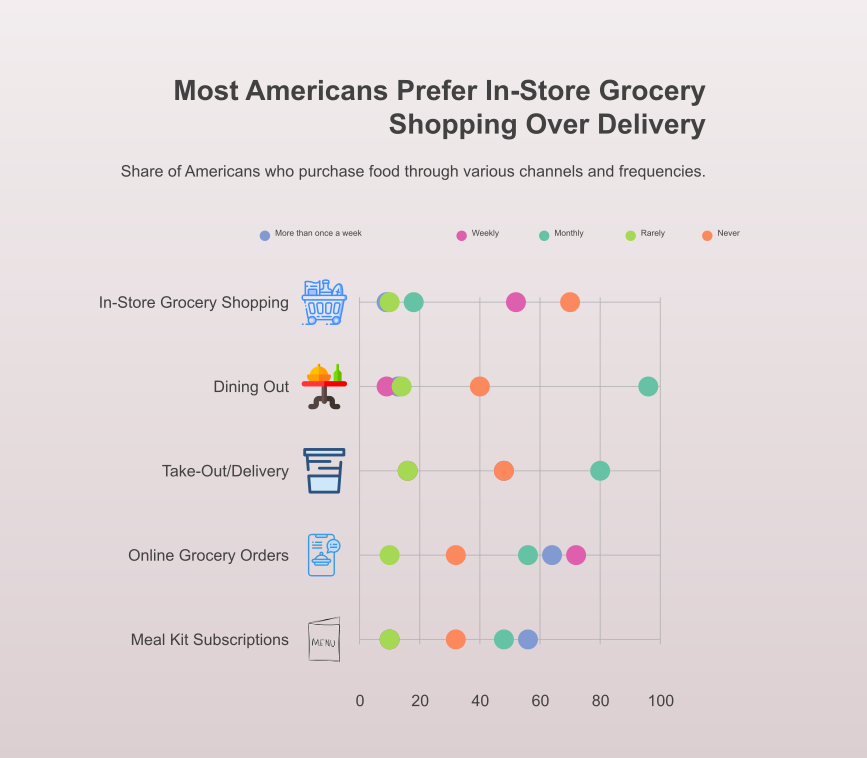 Most Americans Prefer In-Store Grocery
Shopping Over Delivery
Share of Americans who purchase food through various channels and frequencies.
More than once a week Weekly Monthly Rarely Never
In-Store Grocery Shopping
Dining Out
Take-Out/Delivery
Online Grocery Orders
Meal Kit Subscriptions
MENU
0 20 40 60 80 100